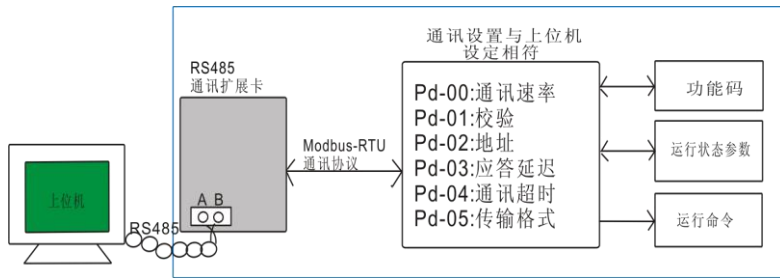 通讯设置与上位机
设定相符
RS485
通讯扩展卡
Pd-00:通讯速率
Pd-01:校验
Pd-02:地址
Pd-03:应答延迟
Pd-04:通讯超时
Pd-05:传输格式
功能码
Modbus-RTU
通讯协议
运行状态参数
上位机
A B
RS485
运行命令